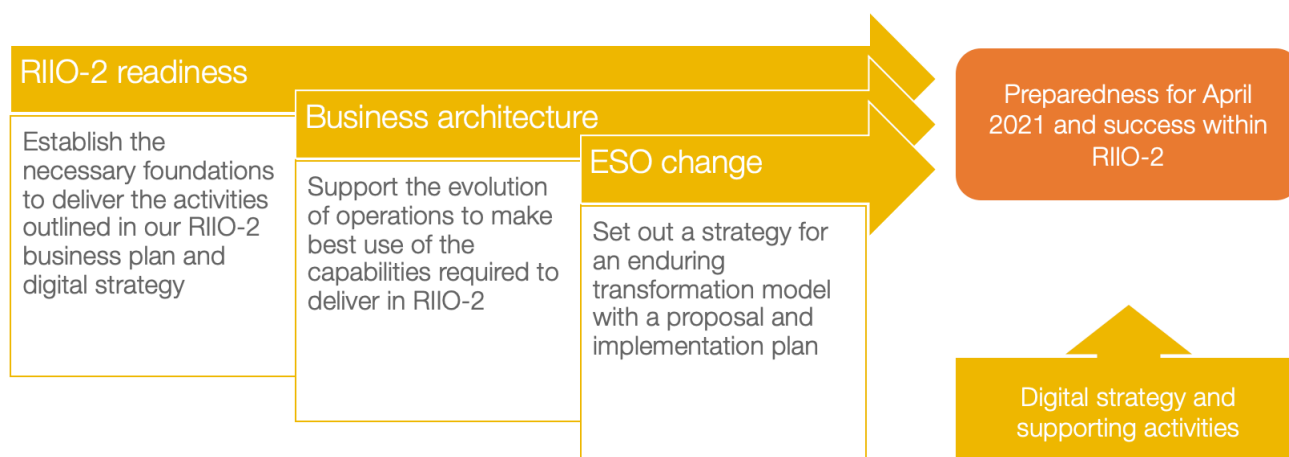 RIIO-2 readiness
Establish the
necessary foundations
to deliver the activities
outlined in our RIIO-2
business plan and
digital strategy
Business architecture
Support the evolution
of operations to make
best use of the
capabilities required to
deliver in RIIO-2
ESO change
Set out a strategy for
an enduring
transformation model
with a proposal and
implementation plan
Preparedness for April
2021 and success within
RIIO-2
Digital strategy and
supporting activities